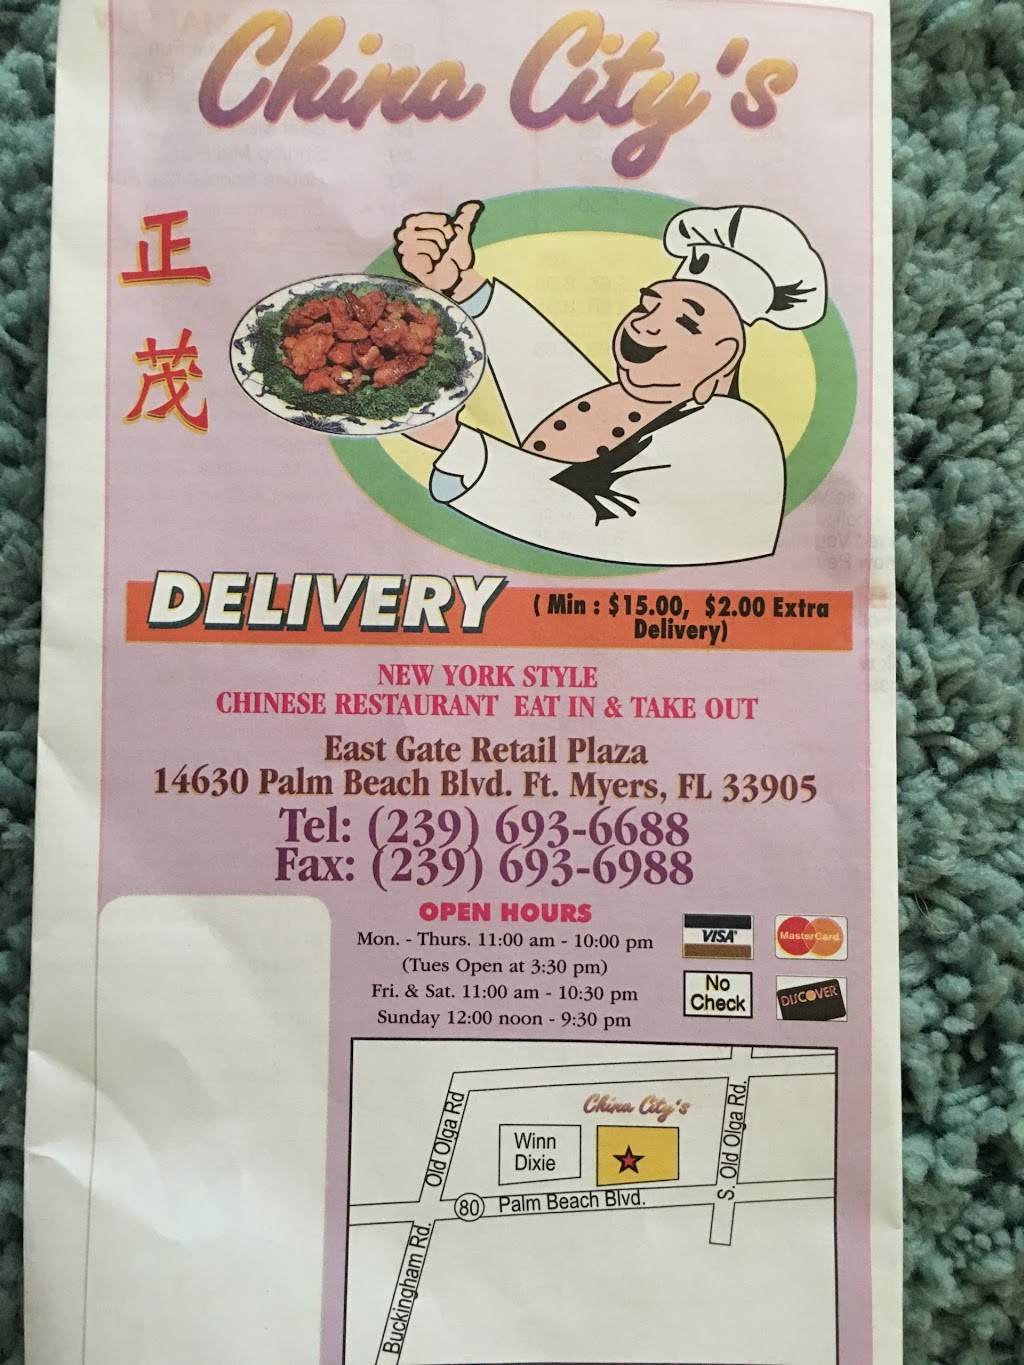 China City's
正
茂
DELIVERY
( Min : $15.00, $2.00 Extra
Delivery)
NEW YORK STYLE
CHINESE RESTAURANT EAT IN & TAKE OUT
East Gate Retail Plaza
14630 Palm Beach Blvd. Ft. Myers, FL 33905
Tel: (239) 693-6688
Fax: (239) 693-6988
OPEN HOURS
Mon. - Thurs. 11:00 am - 10:00 pm
(Tues Open at 3:30 pm)
Fri. & Sat. 11:00 am - 10:30 pm
Sunday 12:00 noon - 9:30 pm
VISA
MasterCard
No
Check
DISCOVER
China City's
Winn
Dixie
Old Olga Rd
S. Old Olga Rd.
80 Palm Beach Blvd.
Buckingham Rd.